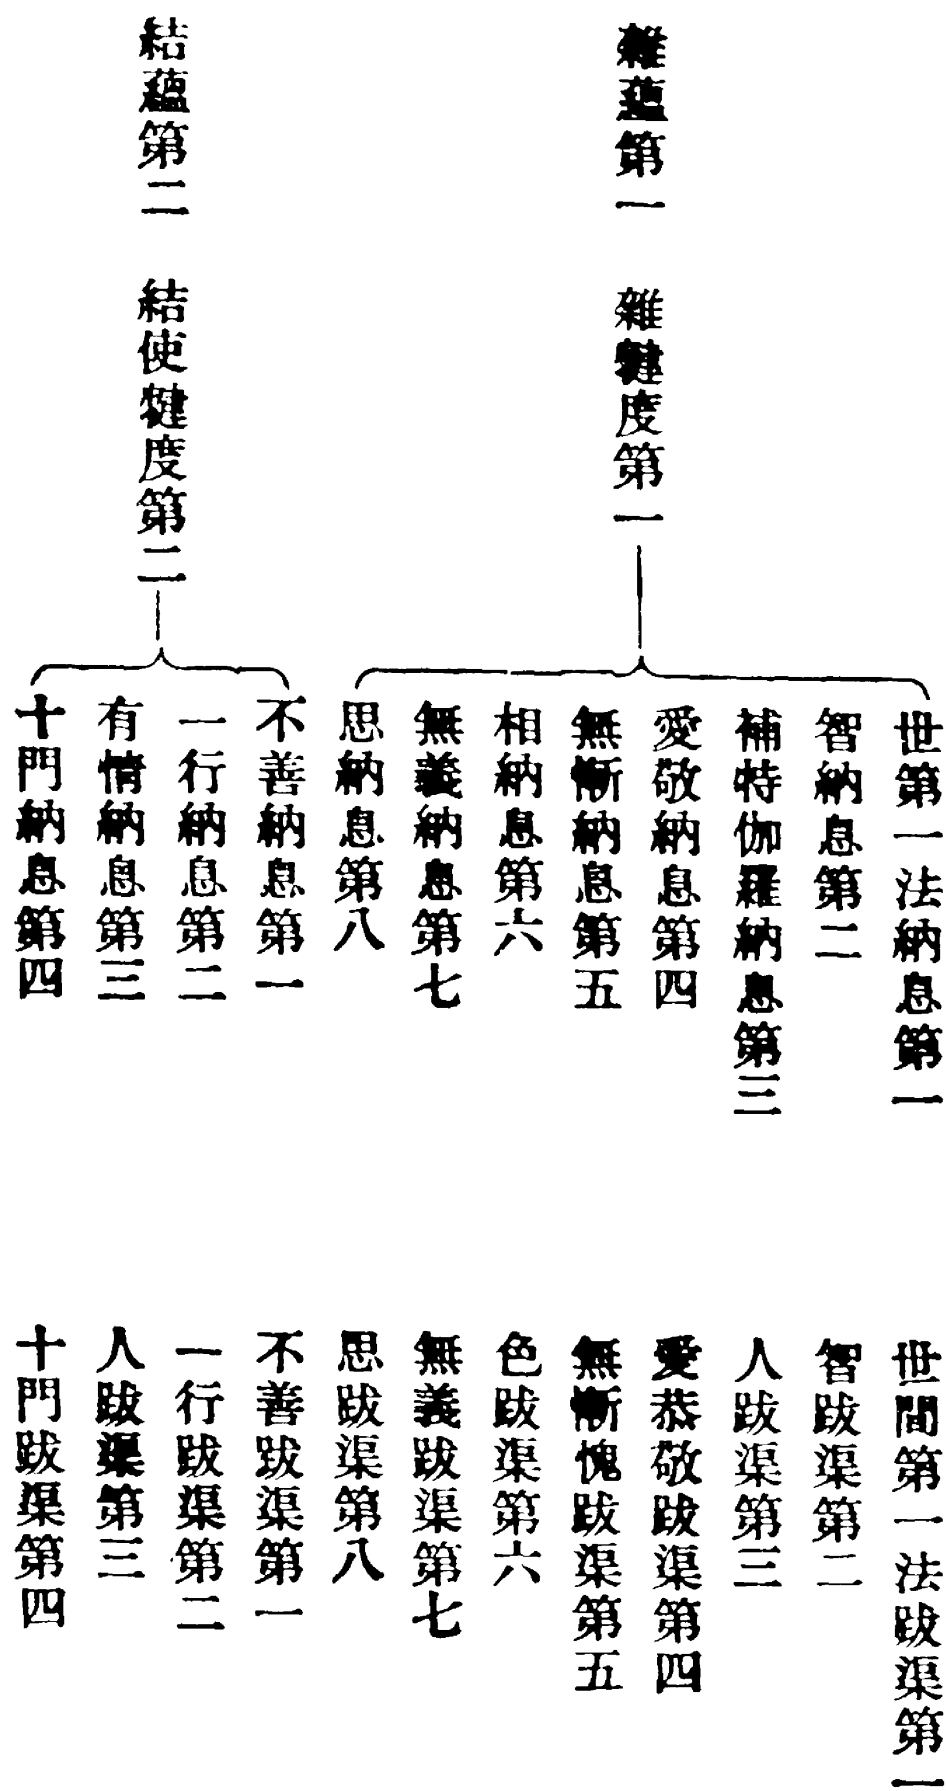 雜蘊第一　雜犍度第一
世第一法納息第一　世間第一法跋渠第一
智納息第二　智跋渠第二
補特伽羅納息第三　人跋渠第三
愛敬納息第四　愛恭敬跋渠第四
無慚納息第五　無慚愧跋渠第五
相納息第六　色跋渠第六
無義納息第七　無義跋渠第七
思納息第八　思跋渠第八
結蘊第二　結使犍度第二
不善納息第一　不善跋渠第一
一行納息第二　一行跋渠第二
有情納息第三　人跋渠第三
十門納息第四　十門跋渠第四